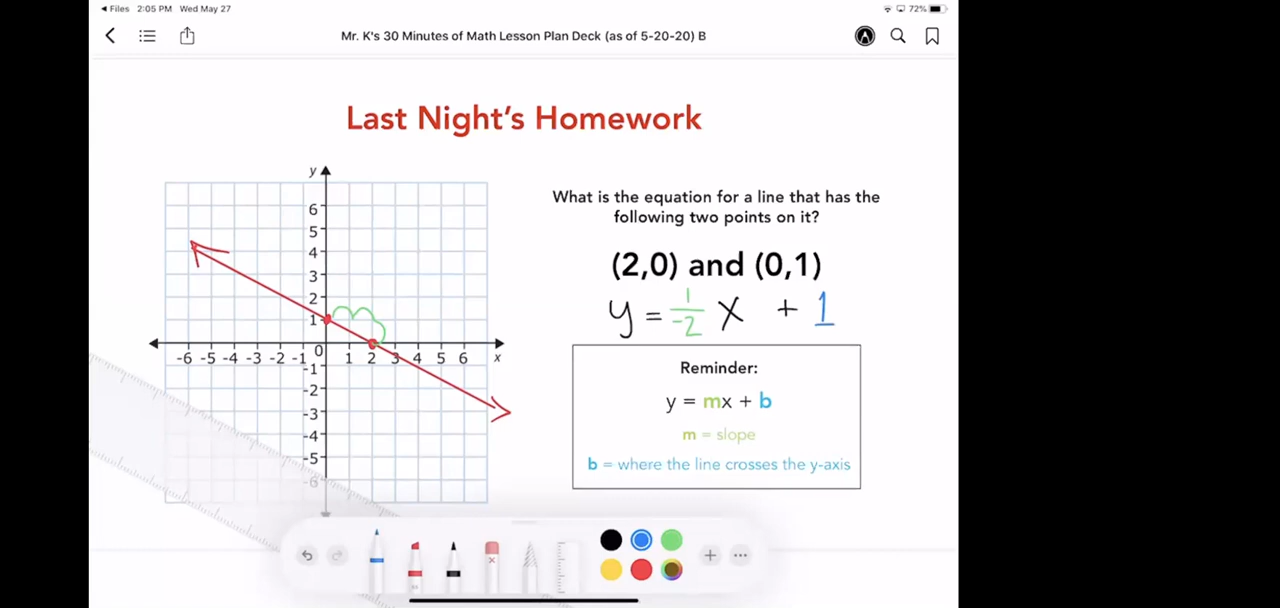 Files 2:05 PM Wed May 27 72%
Mr. K's 30 Minutes of Math Lesson Plan Deck (as of 5-20-20) B
Last Night's Homework
What is the equation for a line that has the
following two points on it?
(2,0) and (0,1)
y = 1/-2 x + 1
Reminder:
y = mx + b
m = slope
b = where the line crosses the y-axis
y
6
5
4
3
2
1
-6 -5 -4 -3 -2 -1 0 1 2 3 4 5 6 x
-1
-2
-3
-4
-5
-6